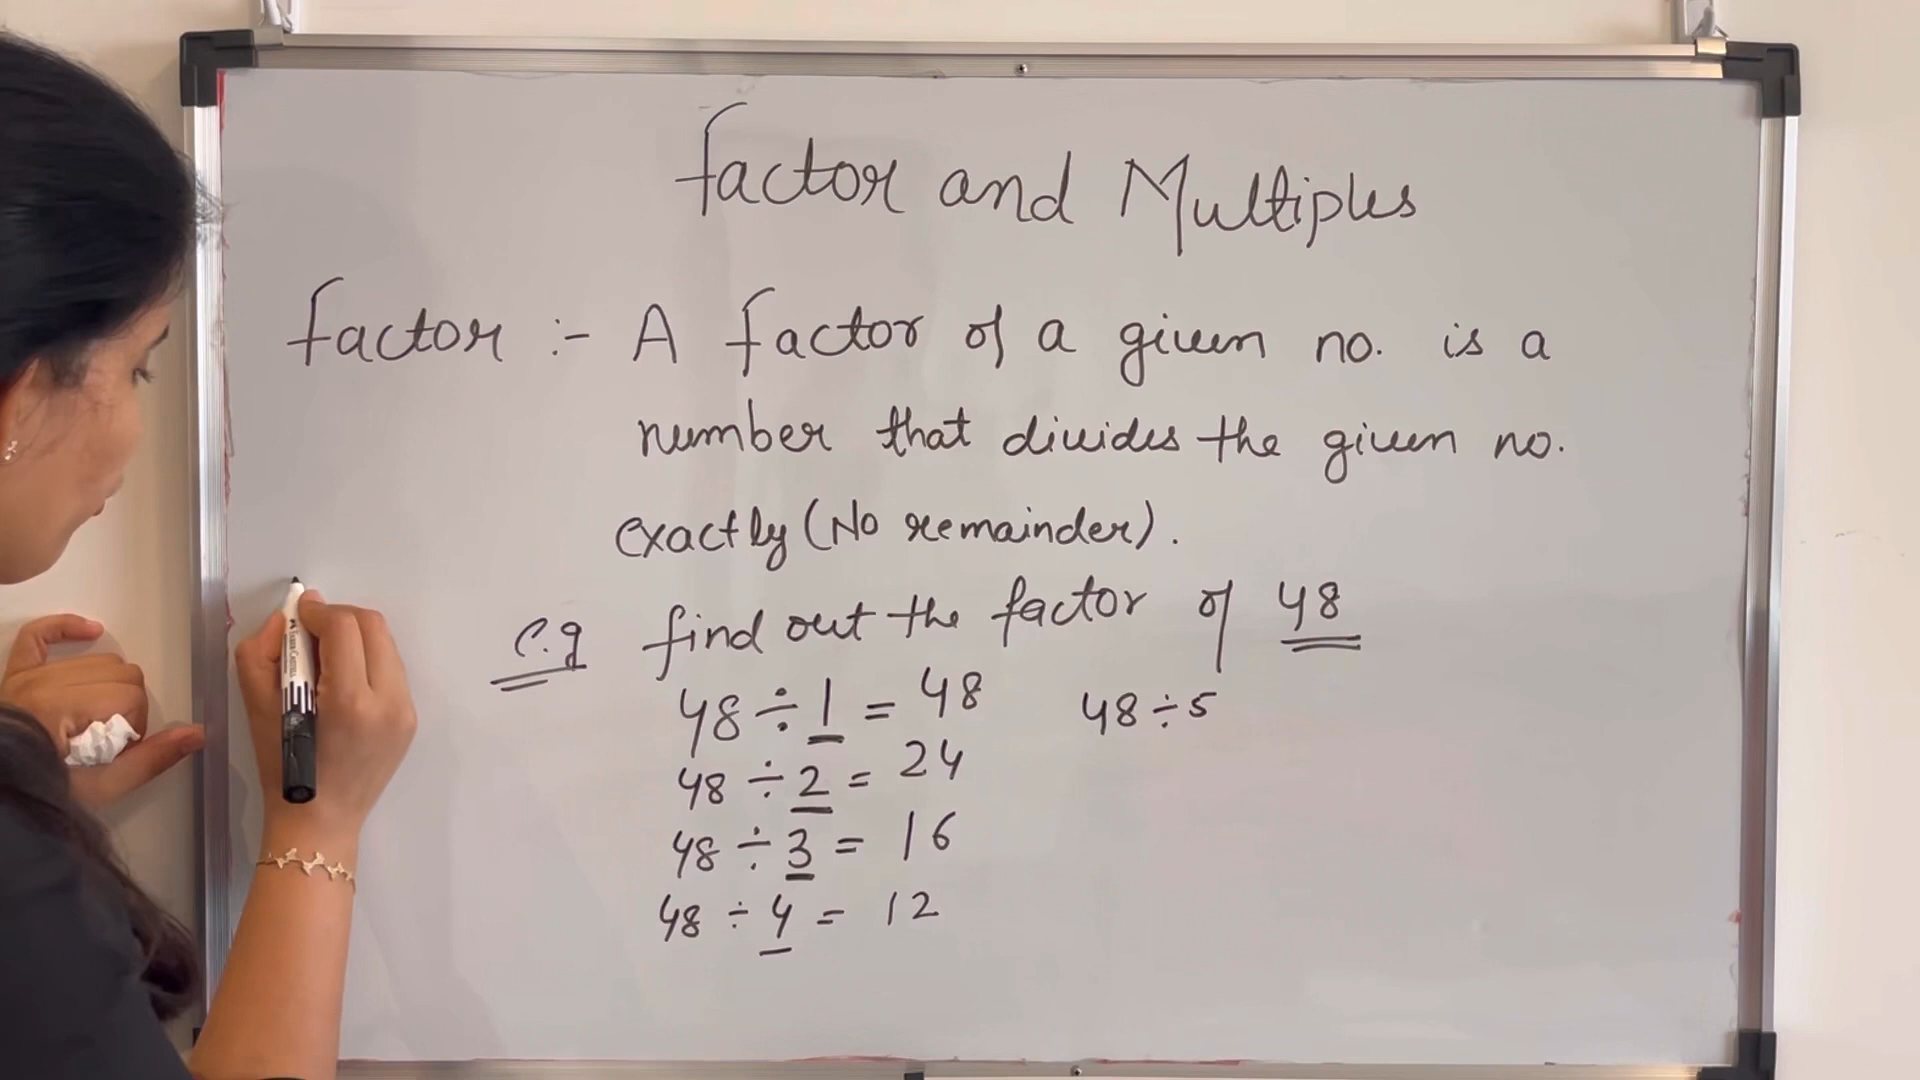 Factor and Multiples
Factor :- A Factor of a given no. is a
number that divides the given no.
exactly (No remainder).
e.g find out the factor of 48
48 ÷ 1 = 48 48 ÷ 5
48 ÷ 2 = 24
48 ÷ 3 = 16
48 ÷ 4 = 12